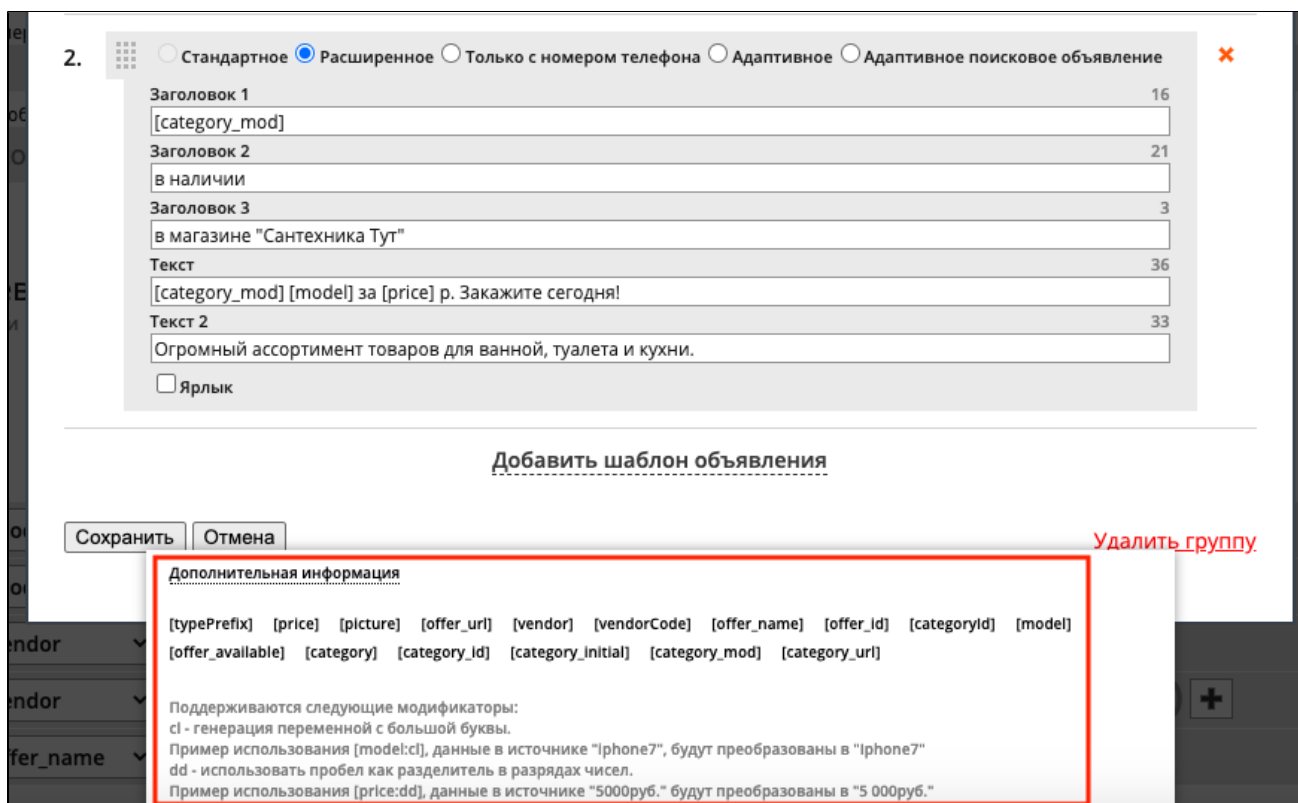 2.
Стандартное Расширенное Только с номером телефона Адаптивное Адаптивное поисковое объявление
Заголовок 1 16
[category_mod]
Заголовок 2 21
в наличии
Заголовок 3 3
в магазине "Сантехника Тут"
Текст 36
[category_mod] [model] за [price] р. Закажите сегодня!
Текст 2 33
Огромный ассортимент товаров для ванной, туалета и кухни.
Ярлык
Добавить шаблон объявления
Сохранить Отмена
Удалить группу
Дополнительная информация
[typePrefix] [price] [picture] [offer_url] [vendor] [vendorCode] [offer_name] [offer_id] [categoryId] [model]
[offer_available] [category] [category_id] [category_initial] [category_mod] [category_url]
endor
Поддерживаются следующие модификаторы:
endor
cl - генерация переменной с большой буквы.
Пример использования [model:cl], данные в источнике "iphone7", будут преобразованы в "Iphone7"
fer_name
dd - использовать пробел как разделитель в разрядах чисел.
Пример использования [price:dd], данные в источнике "5000руб." будут преобразованы в "5 000руб."